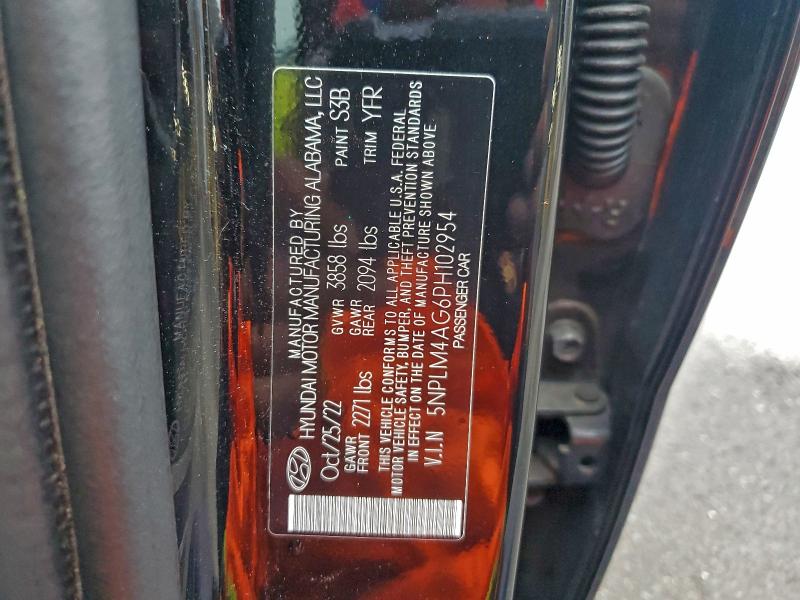 MANUFACTURED BY
HYUNDAI MOTOR MANUFACTURING ALABAMA, LLC
Oct/25/22 GVWR 3858 lbs PAINT S3B
GAWR FRONT 2271 lbs GAWR REAR 2094 lbs TRIM YFR
THIS VEHICLE CONFORMS TO ALL APPLICABLE U.S.A. FEDERAL
MOTOR VEHICLE SAFETY, BUMPER, AND THEFT PREVENTION STANDARDS
IN EFFECT ON THE DATE OF MANUFACTURE SHOWN ABOVE
V.I.N 5NPLM4AG6PH102954
PASSENGER CAR